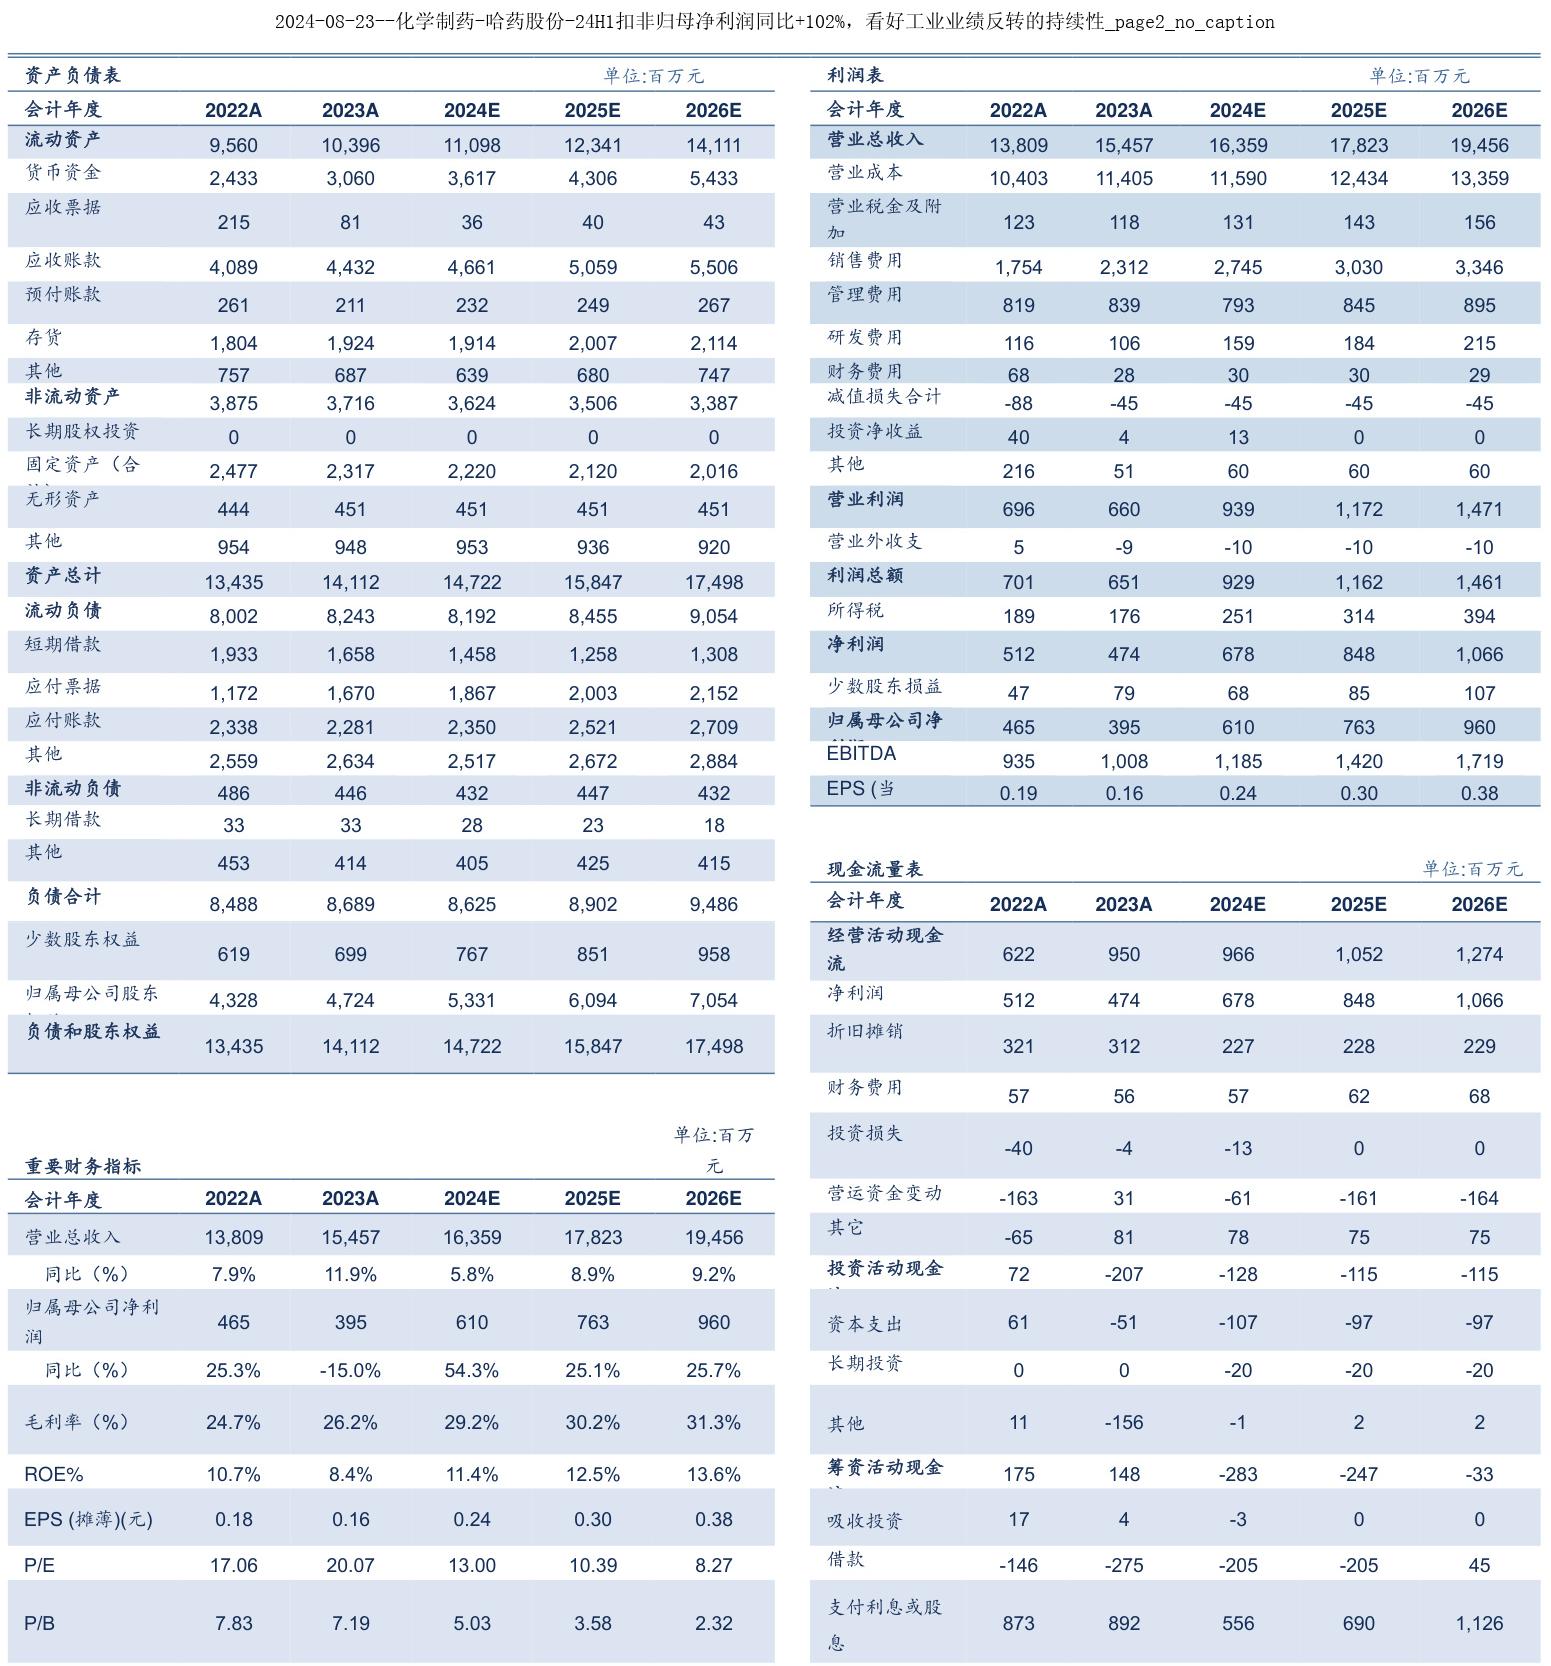 2024-08-23--化学制药-哈药股份-24H1扣非归母净利润同比+102%，看好工业业绩反转的持续性_page2_no_caption
资产负债表 单位:百万元
会计年度 2022A 2023A 2024E 2025E 2026E
流动资产 9,560 10,396 11,098 12,341 14,111
货币资金 2,433 3,060 3,617 4,306 5,433
应收票据 215 81 36 40 43
应收账款 4,089 4,432 4,661 5,059 5,506
预付账款 261 211 232 249 267
存货 1,804 1,924 1,914 2,007 2,114
其他 757 687 639 680 747
非流动资产 3,875 3,716 3,624 3,506 3,387
长期股权投资 0 0 0 0 0
固定资产（合 2,477 2,317 2,220 2,120 2,016
无形资产 444 451 451 451 451
其他 954 948 953 936 920
资产总计 13,435 14,112 14,722 15,847 17,498
流动负债 8,002 8,243 8,192 8,455 9,054
短期借款 1,933 1,658 1,458 1,258 1,308
应付票据 1,172 1,670 1,867 2,003 2,152
应付账款 2,338 2,281 2,350 2,521 2,709
其他 2,559 2,634 2,517 2,672 2,884
非流动负债 486 446 432 447 432
长期借款 33 33 28 23 18
其他 453 414 405 425 415
负债合计 8,488 8,689 8,625 8,902 9,486
少数股东权益 619 699 767 851 958
归属母公司股东 4,328 4,724 5,331 6,094 7,054
负债和股东权益 13,435 14,112 14,722 15,847 17,498
单位:百万
重要财务指标 元
会计年度 2022A 2023A 2024E 2025E 2026E
营业总收入 13,809 15,457 16,359 17,823 19,456
同比（%） 7.9% 11.9% 5.8% 8.9% 9.2%
归属母公司净利
润 465 395 610 763 960
同比（%） 25.3% -15.0% 54.3% 25.1% 25.7%
毛利率（%） 24.7% 26.2% 29.2% 30.2% 31.3%
ROE% 10.7% 8.4% 11.4% 12.5% 13.6%
EPS (摊薄)(元) 0.18 0.16 0.24 0.30 0.38
P/E 17.06 20.07 13.00 10.39 8.27
P/B 7.83 7.19 5.03 3.58 2.32
利润表 单位:百万元
会计年度 2022A 2023A 2024E 2025E 2026E
营业总收入 13,809 15,457 16,359 17,823 19,456
营业成本 10,403 11,405 11,590 12,434 13,359
营业税金及附
加 123 118 131 143 156
销售费用 1,754 2,312 2,745 3,030 3,346
管理费用 819 839 793 845 895
研发费用 116 106 159 184 215
财务费用 68 28 30 30 29
减值损失合计 -88 -45 -45 -45 -45
投资净收益 40 4 13 0 0
其他 216 51 60 60 60
营业利润 696 660 939 1,172 1,471
营业外收支 5 -9 -10 -10 -10
利润总额 701 651 929 1,162 1,461
所得税 189 176 251 314 394
净利润 512 474 678 848 1,066
少数股东损益 47 79 68 85 107
归属母公司净 465 395 610 763 960
EBITDA 935 1,008 1,185 1,420 1,719
EPS (当 0.19 0.16 0.24 0.30 0.38
现金流量表 单位:百万元
会计年度 2022A 2023A 2024E 2025E 2026E
经营活动现金
流 622 950 966 1,052 1,274
净利润 512 474 678 848 1,066
折旧摊销 321 312 227 228 229
财务费用 57 56 57 62 68
投资损失 -40 -4 -13 0 0
营运资金变动 -163 31 -61 -161 -164
其它 -65 81 78 75 75
投资活动现金 72 -207 -128 -115 -115
资本支出 61 -51 -107 -97 -97
长期投资 0 0 -20 -20 -20
其他 11 -156 -1 2 2
筹资活动现金 175 148 -283 -247 -33
吸收投资 17 4 -3 0 0
借款 -146 -275 -205 -205 45
支付利息或股
息 873 892 556 690 1,126